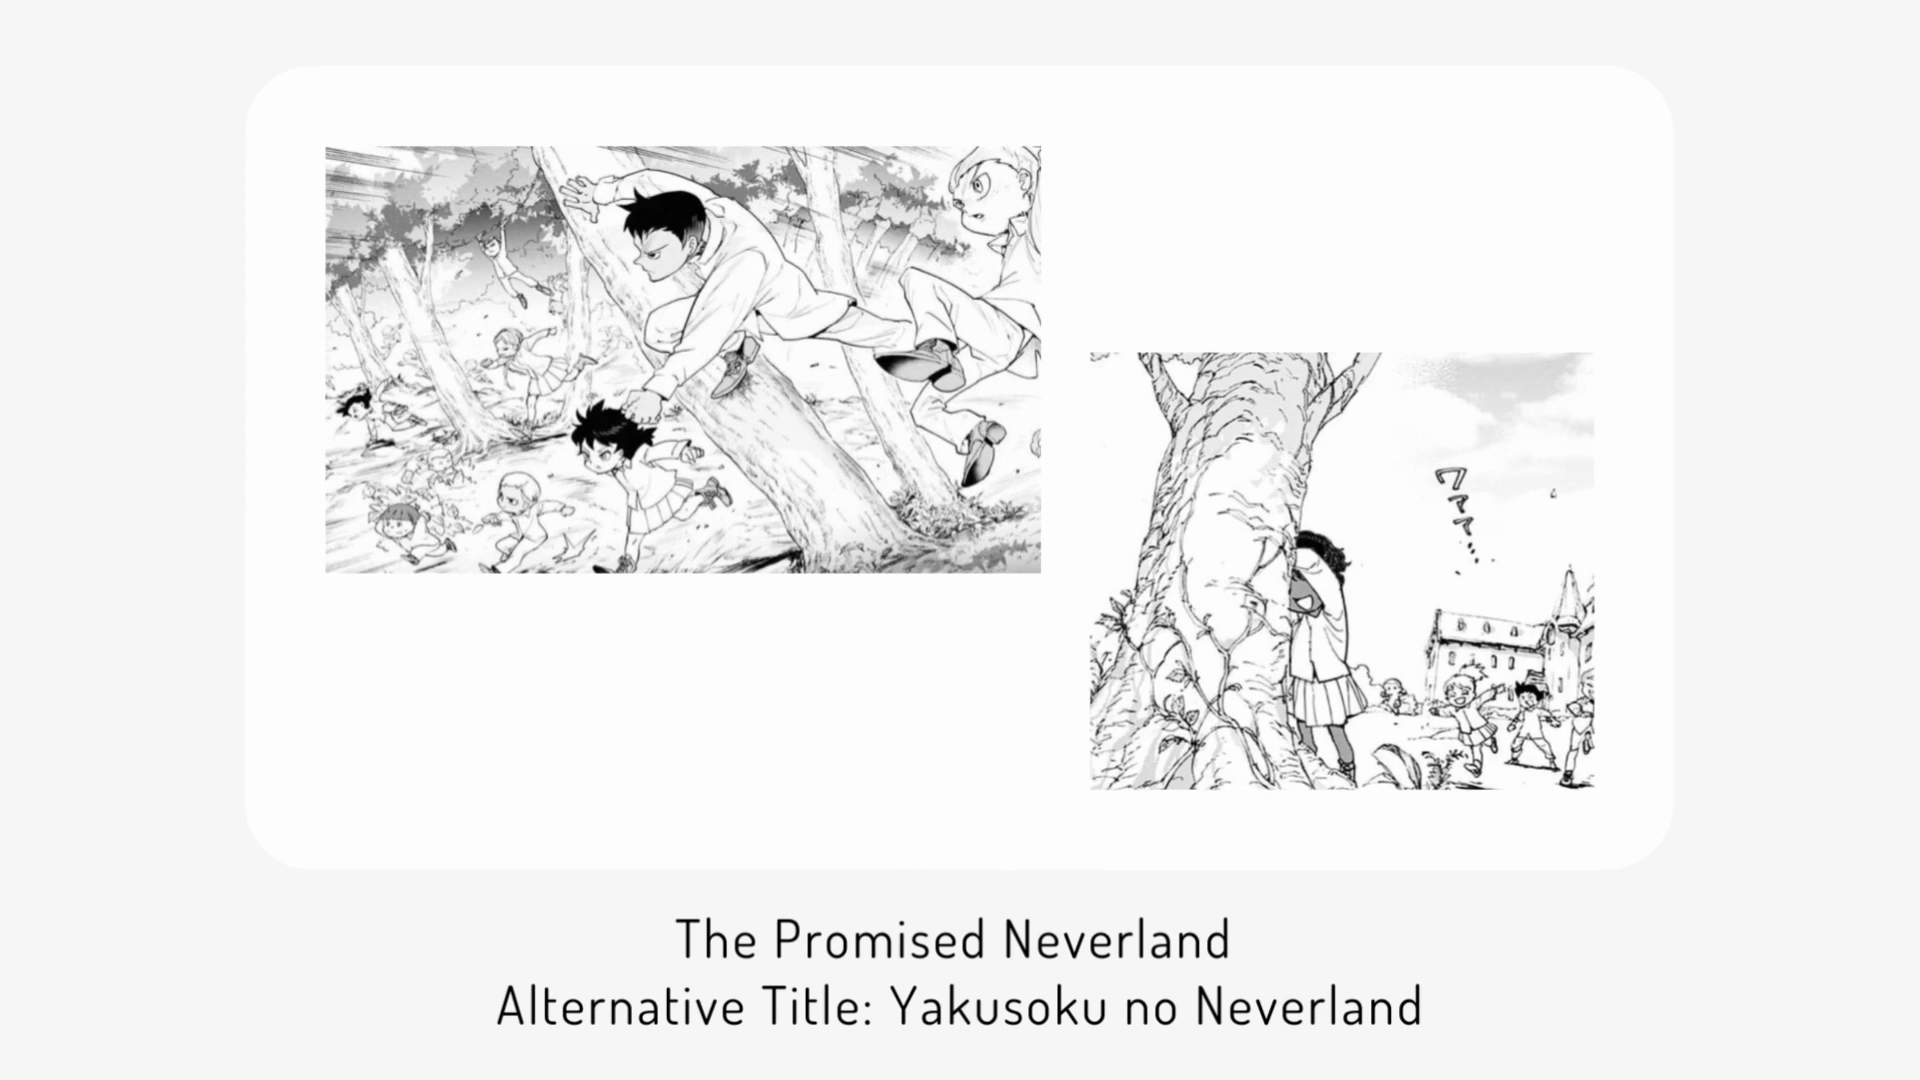 ワァァ…
The Promised Neverland
Alternative Title: Yakusoku no Neverland